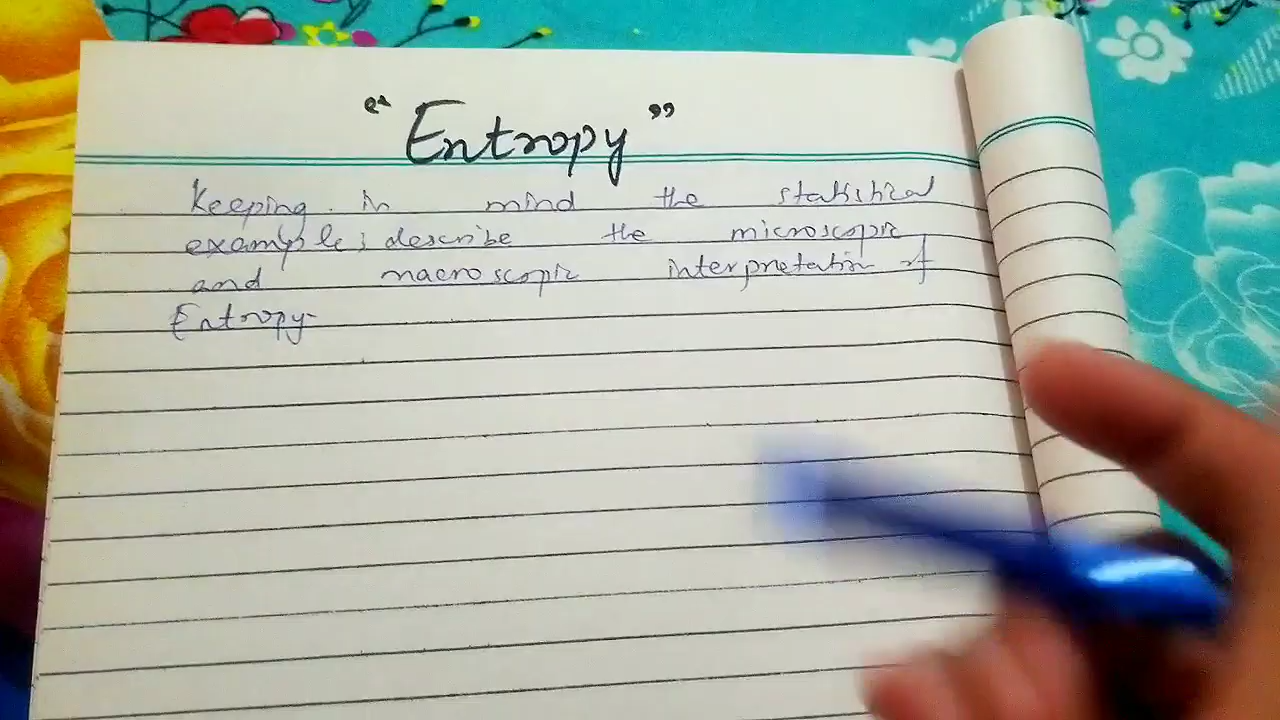 “Entropy”
Keeping in mind the statistical
example; describe the microscopic
and macroscopic interpretation of
Entropy.